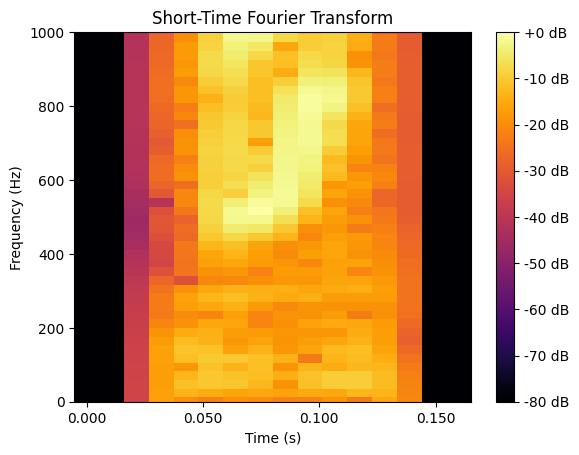 Short-Time Fourier Transform
1000
800
600
400
200
0
Frequency (Hz)
0.000
0.050
0.100
0.150
Time (s)
+0 dB
-10 dB
-20 dB
-30 dB
-40 dB
-50 dB
-60 dB
-70 dB
-80 dB